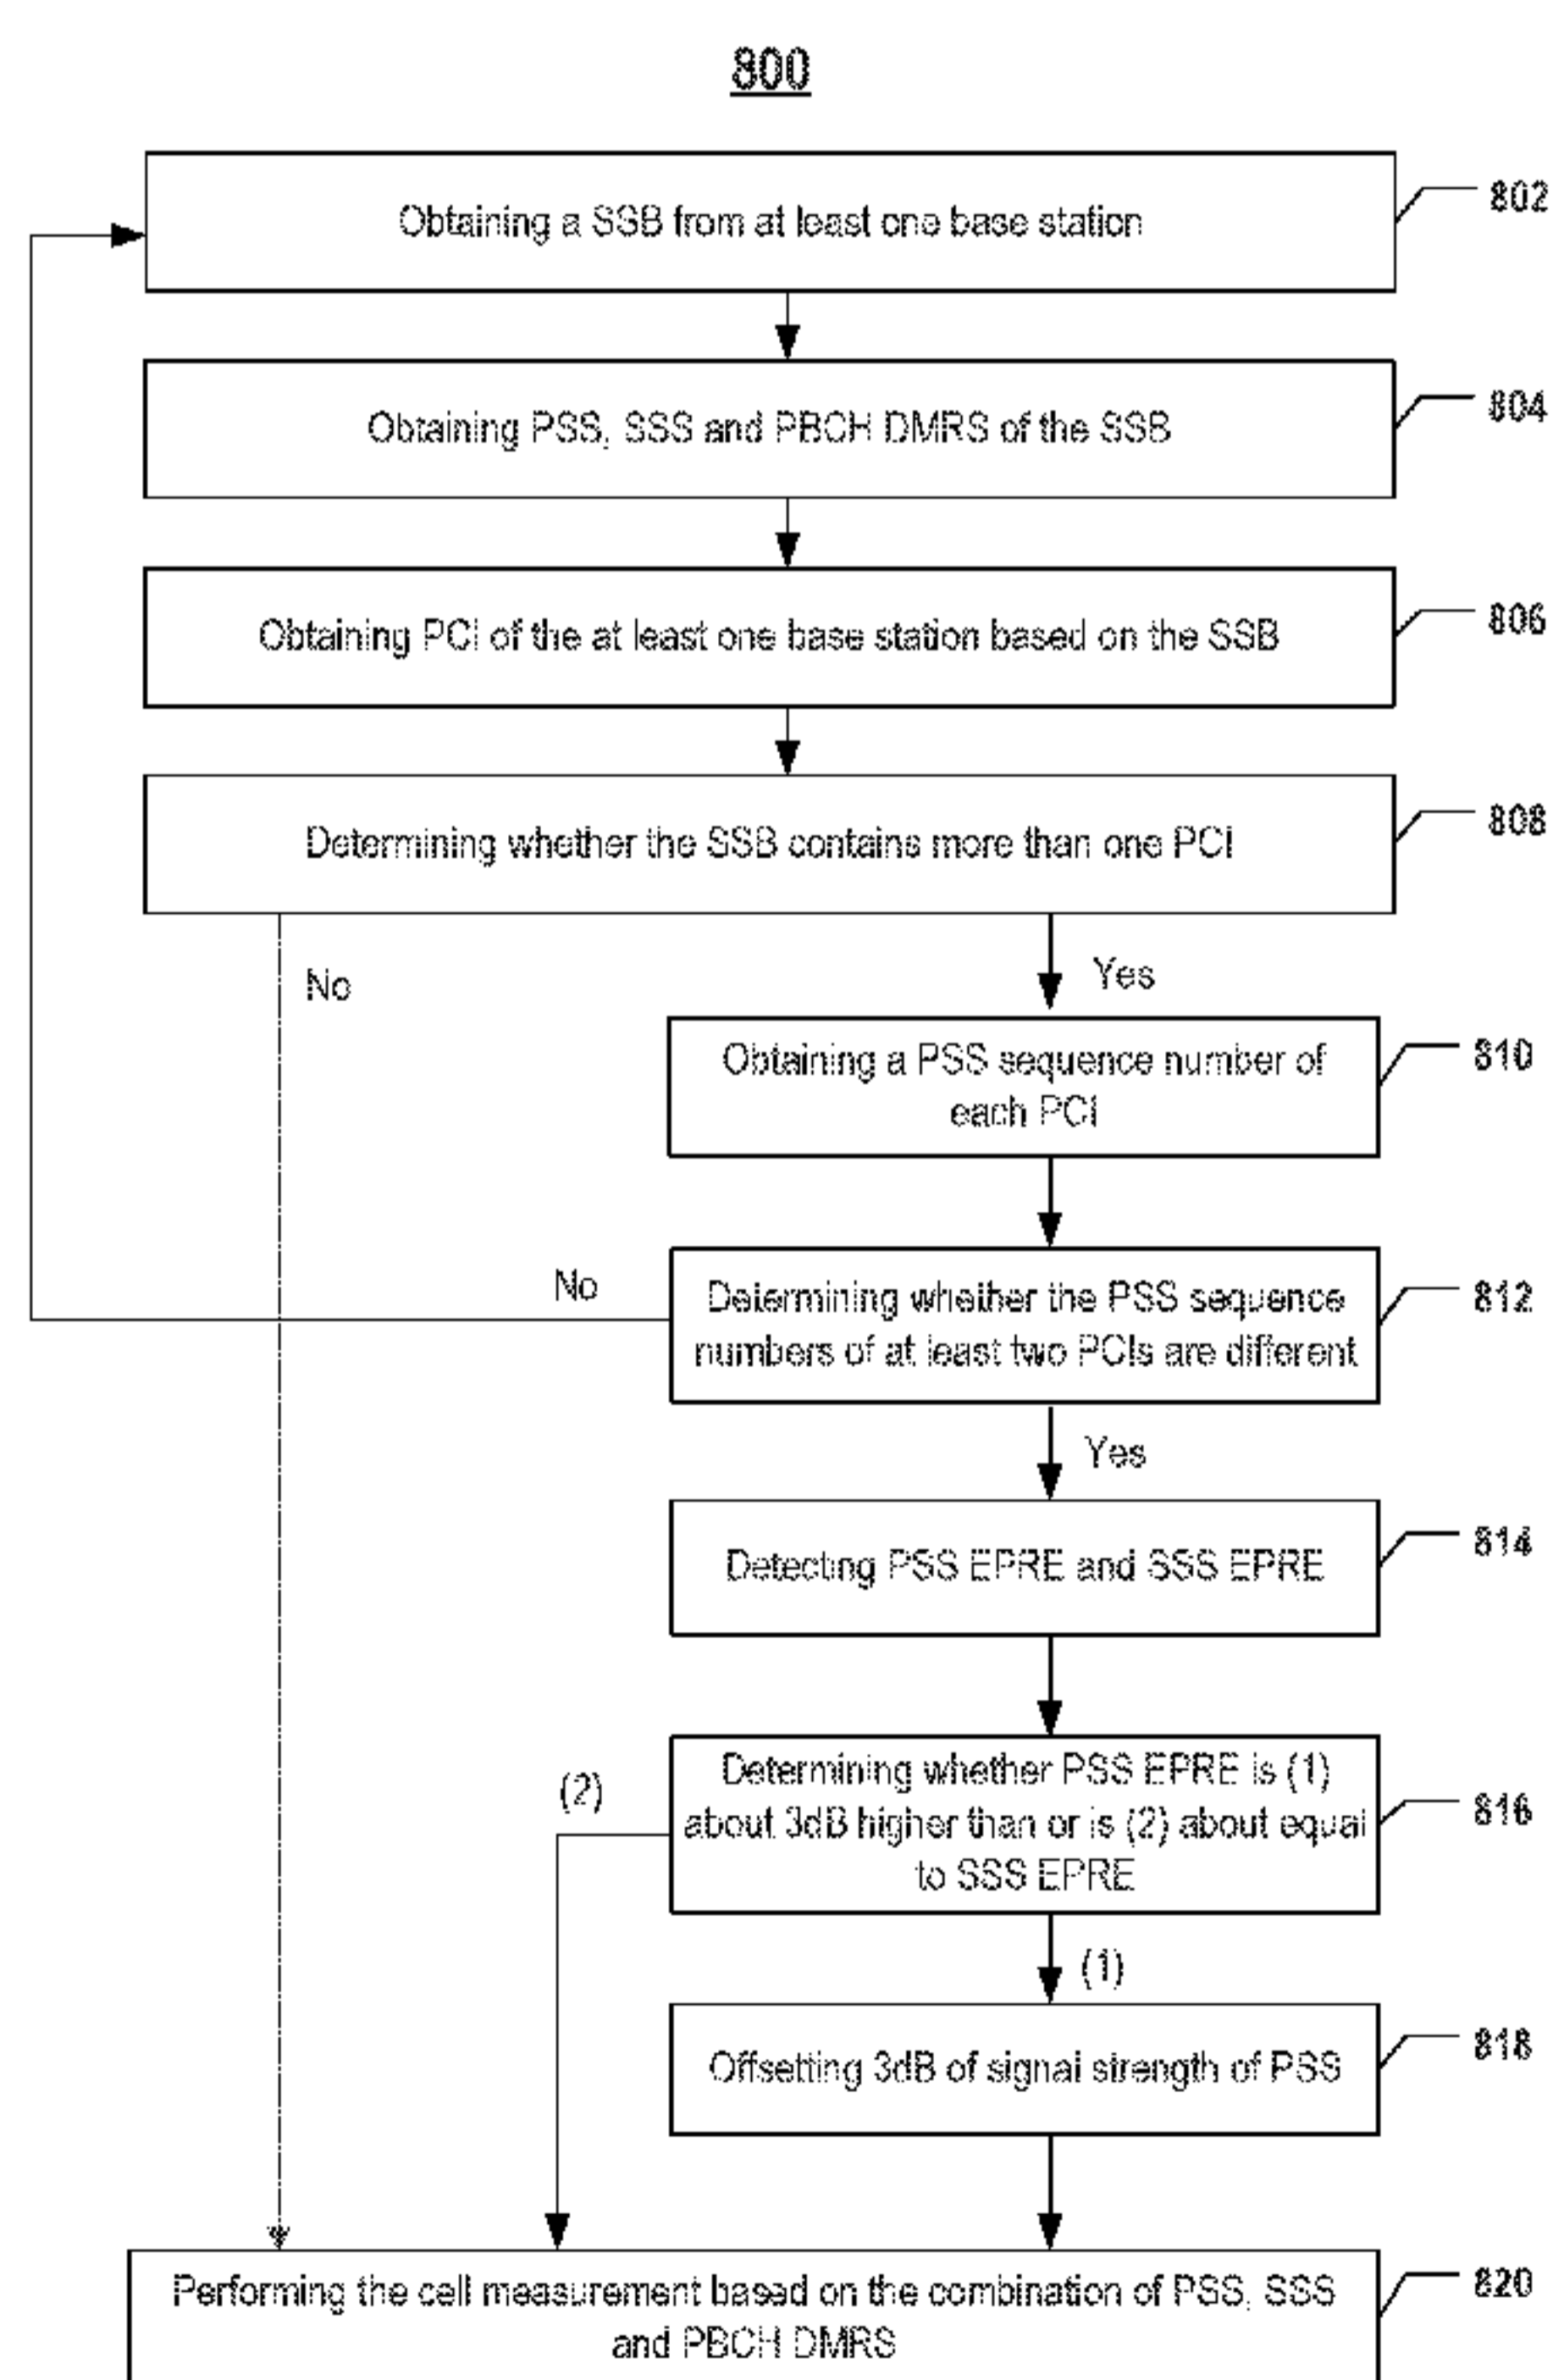 800
Obtaining a SSB from at least one base station
802
Obtaining PSS, SSS and PBCH DMRS of the SSB
804
Obtaining PCI of the at least one base station based on the SSB
806
Determining whether the SSB contains more than one PCI
808
No
Yes
Obtaining a PSS sequence number of
each PCI
810
No
Determining whether the PSS sequence
numbers of at least two PCIs are different
812
Yes
Detecting PSS EPRE and SSS EPRE
814
(2)
Determining whether PSS EPRE is (1)
about 3dB higher than or is (2) about equal
to SSS EPRE
816
(1)
Offsetting 3dB of signal strength of PSS
818
Performing the cell measurement based on the combination of PSS, SSS
and PBCH DMRS
820